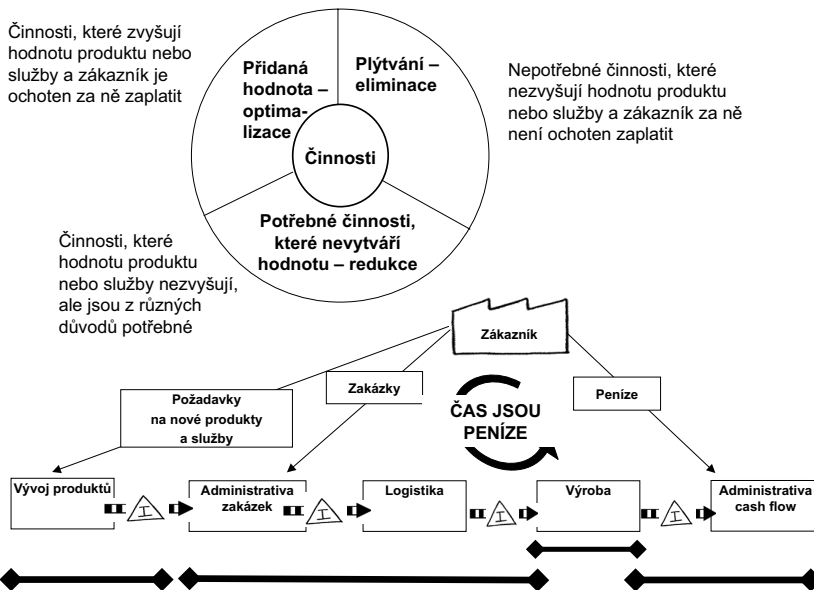 Činnosti, které zvyšují
hodnotu produktu nebo
služby a zákazník je
ochoten za ně zaplatit
Přidaná
hodnota –
optima-
lizace
Plýtvání –
eliminace
Nepotřebné činnosti, které
nezvyšují hodnotu produktu
nebo služby a zákazník za ně
není ochoten zaplatit
Činnosti
Potřebné činnosti,
které nevytváří
hodnotu – redukce
Činnosti, které
hodnotu produktu
nebo služby nezvyšují,
ale jsou z různých
důvodů potřebné
Zákazník
Požadavky
na nové produkty
a služby
Zakázky
ČAS JSOU
PENÍZE
Peníze
Vývoj produktů
I
Administrativa
zakázek
I
Logistika
I
Výroba
I
Administrativa
cash flow